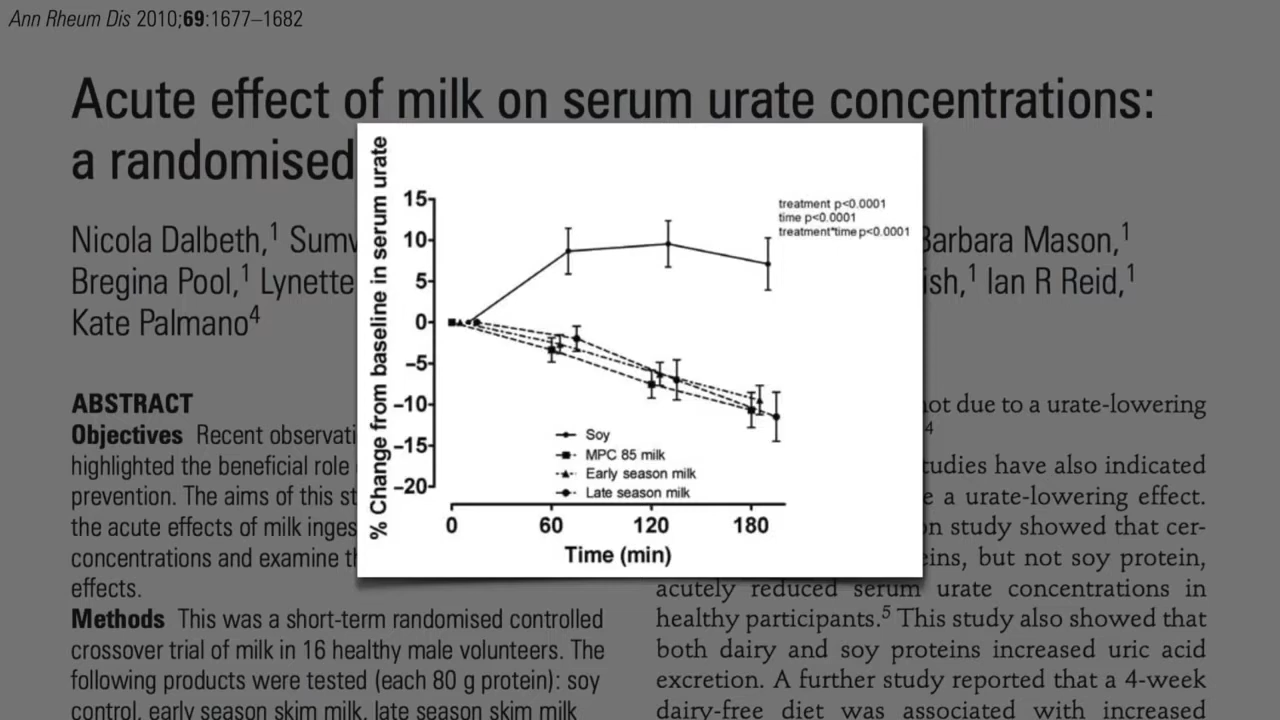 Ann Rheum Dis 2010;69:1677–1682
Acute effect of milk on serum urate concentrations:
a randomised
Nicola Dalbeth,1
Barbara Mason,1
Bregina Pool,1 Lynette
Ian R Reid,1
Kate Palmano4
% Change from baseline in serum urate
15
10
5
0
−5
−10
−15
−20
treatment p<0.0001
time p<0.0001
treatment*time p<0.0001
Soy
MPC 85 milk
Early season milk
Late season milk
0 60 120 180
Time (min)
ABSTRACT
Objectives Recent
highlighted the beneficial role
prevention. The aims of this
the acute effects of milk
concentrations and examine
effects.
Methods This was a short-term randomised controlled
crossover trial of milk in 16 healthy male volunteers. The
following products were tested (each 80 g protein): soy
control, early season skim milk, late season skim milk
not due to a urate-lowering
4
studies have also indicated
a urate-lowering effect.
study showed that cer-
but not soy protein,
acutely reduced serum urate concentrations in
healthy participants.5 This study also showed that
both dairy and soy proteins increased uric acid
excretion. A further study reported that a 4-week
dairy-free diet was associated with increased